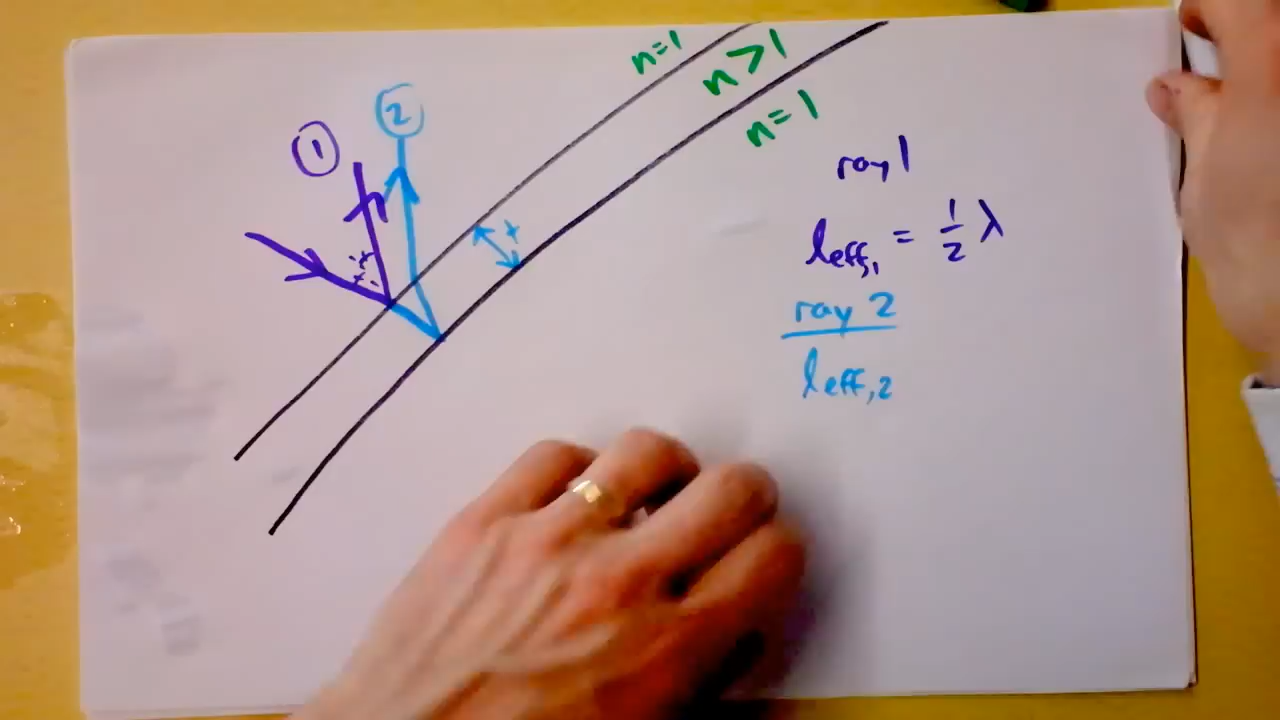 n=1
n>1
n=1
1
2
t
ray 1
leff,1 = 1/2 λ
ray 2
leff,2